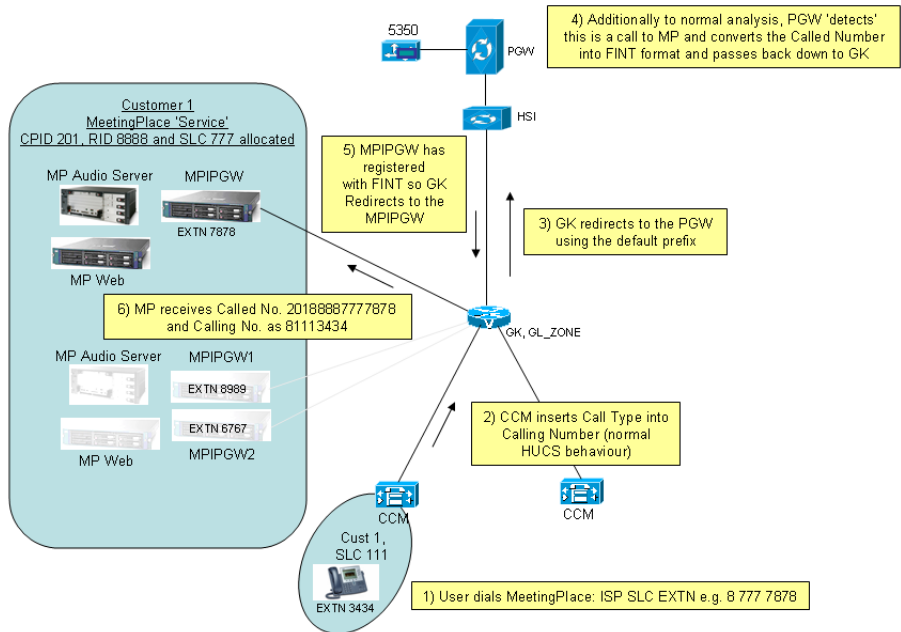 5350
PGW
4) Additionally to normal analysis, PGW 'detects'
this is a call to MP and converts the Called Number
into FINT format and passes back down to GK
HSI
Customer 1
MeetingPlace 'Service'
CPID 201, RID 8888 and SLC 777 allocated
MP Audio Server
MPIPGW
EXTN 7878
MP Web
5) MPIPGW has
registered
with FINT so GK
Redirects to the
MPIPGW
3) GK redirects to the PGW
using the default prefix
6) MP receives Called No. 20188887777878
and Calling No. as 81113434
V
GK, GL_ZONE
MP Audio Server
MPIPGW1
EXTN 8989
EXTN 6767
MP Web
MPIPGW2
2) CCM inserts Call Type into
Calling Number (normal
HUCS behaviour)
CCM
CCM
Cust 1,
SLC 111
EXTN 3434
1) User dials MeetingPlace: ISP SLC EXTN e.g. 8 777 7878